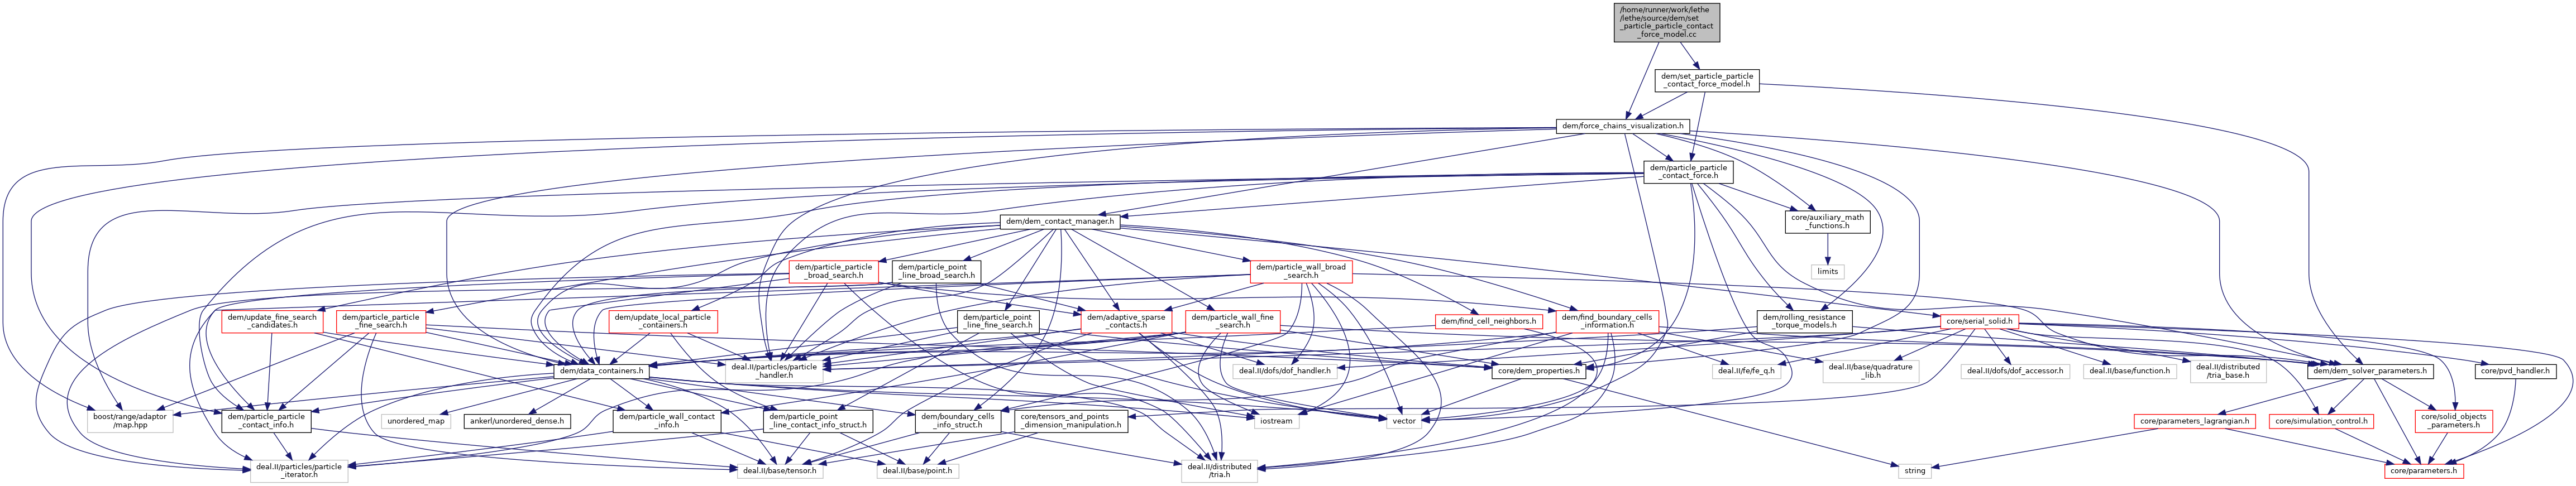 /home/runner/work/lethe
/lethe/source/dem/set
_particle_particle_contact
_force_model.cc
dem/set_particle_particle
_contact_force_model.h
dem/force_chains_visualization.h
dem/particle_particle
_contact_force.h
dem/dem_contact_manager.h
core/auxiliary_math
_functions.h
dem/particle_particle
_broad_search.h
dem/particle_point
_line_broad_search.h
dem/particle_wall_broad
_search.h
limits
dem/update_fine_search
_candidates.h
dem/particle_particle
_fine_search.h
dem/update_local_particle
_containers.h
dem/particle_point
_line_fine_search.h
dem/adaptive_sparse
_contacts.h
dem/particle_wall_fine
_search.h
dem/find_cell_neighbors.h
dem/find_boundary_cells
_information.h
dem/rolling_resistance
_torque_models.h
core/serial_solid.h
dem/data_containers.h
deal.II/particles/particle
_handler.h
deal.II/dofs/dof_handler.h
core/dem_properties.h
deal.II/fe/fe_q.h
deal.II/base/quadrature
_lib.h
deal.II/dofs/dof_accessor.h
deal.II/base/function.h
deal.II/distributed
/tria_base.h
dem/dem_solver_parameters.h
core/pvd_handler.h
boost/range/adaptor
/map.hpp
dem/particle_particle
_contact_info.h
unordered_map
ankerl/unordered_dense.h
dem/particle_wall_contact
_info.h
dem/particle_point
_line_contact_info_struct.h
dem/boundary_cells
_info_struct.h
core/tensors_and_points
_dimension_manipulation.h
iostream
vector
core/parameters_lagrangian.h
core/simulation_control.h
core/solid_objects
_parameters.h
deal.II/particles/particle
_iterator.h
deal.II/base/tensor.h
deal.II/base/point.h
deal.II/distributed
/tria.h
string
core/parameters.h